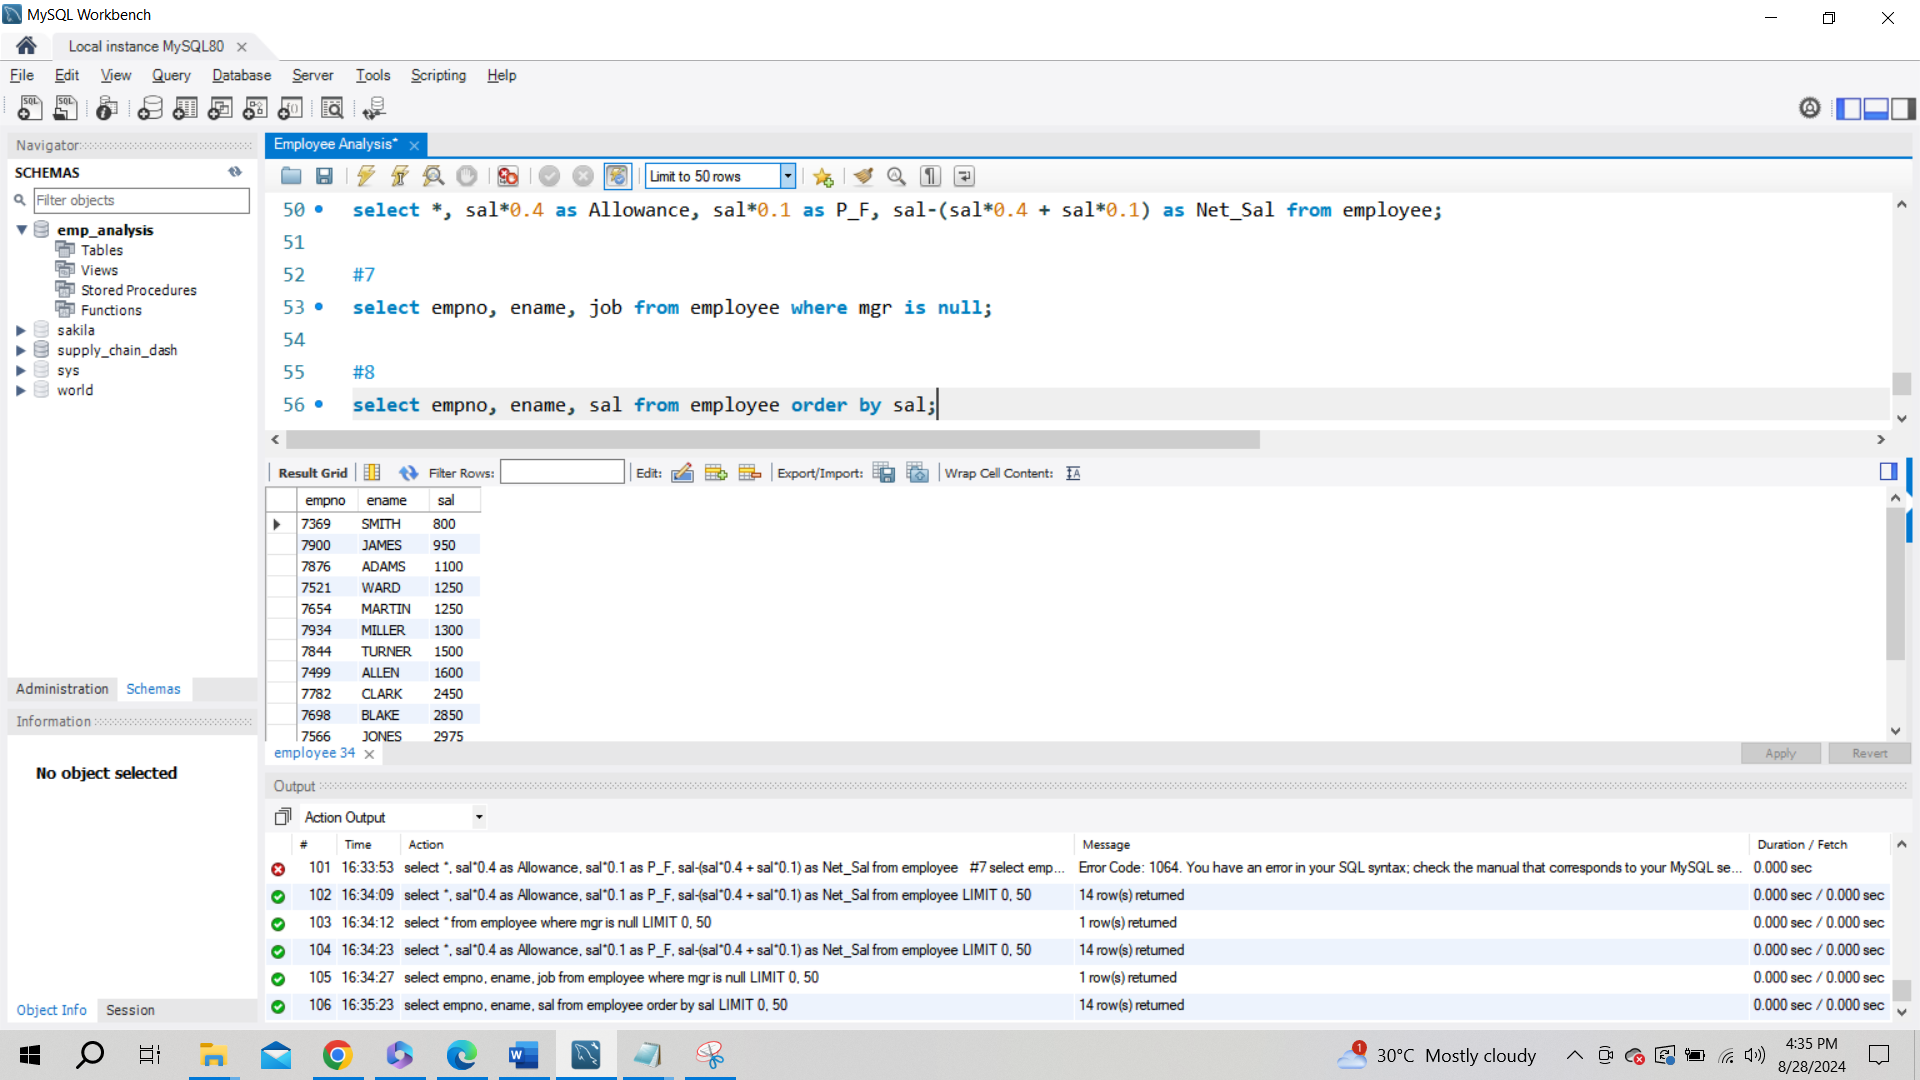 MySQL Workbench
Local instance MySQL80
File Edit View Query Database Server Tools Scripting Help
Navigator
SCHEMAS
Filter objects
emp_analysis
Tables
Views
Stored Procedures
Functions
sakila
supply_chain_dash
sys
world
Administration Schemas
Information
No object selected
Object Info Session
Employee Analysis*
Limit to 50 rows
50 select *, sal*0.4 as Allowance, sal*0.1 as P_F, sal-(sal*0.4 + sal*0.1) as Net_Sal from employee;
51
52 #7
53 select empno, ename, job from employee where mgr is null;
54
55 #8
56 select empno, ename, sal from employee order by sal;
Result Grid Filter Rows: Edit: Export/Import: Wrap Cell Content:
empno ename sal
7369 SMITH 800
7900 JAMES 950
7876 ADAMS 1100
7521 WARD 1250
7654 MARTIN 1250
7934 MILLER 1300
7844 TURNER 1500
7499 ALLEN 1600
7782 CLARK 2450
7698 BLAKE 2850
7566 JONES 2975
employee 34 Apply Revert
Output
Action Output
# Time Action Message Duration / Fetch
101 16:33:53 select *, sal*0.4 as Allowance, sal*0.1 as P_F, sal-(sal*0.4 + sal*0.1) as Net_Sal from employee #7 select emp... Error Code: 1064. You have an error in your SQL syntax; check the manual that corresponds to your MySQL se... 0.000 sec
102 16:34:09 select *, sal*0.4 as Allowance, sal*0.1 as P_F, sal-(sal*0.4 + sal*0.1) as Net_Sal from employee LIMIT 0, 50 14 row(s) returned 0.000 sec / 0.000 sec
103 16:34:12 select * from employee where mgr is null LIMIT 0, 50 1 row(s) returned 0.000 sec / 0.000 sec
104 16:34:23 select *, sal*0.4 as Allowance, sal*0.1 as P_F, sal-(sal*0.4 + sal*0.1) as Net_Sal from employee LIMIT 0, 50 14 row(s) returned 0.000 sec / 0.000 sec
105 16:34:27 select empno, ename, job from employee where mgr is null LIMIT 0, 50 1 row(s) returned 0.000 sec / 0.000 sec
106 16:35:23 select empno, ename, sal from employee order by sal LIMIT 0, 50 14 row(s) returned 0.000 sec / 0.000 sec
1 30°C Mostly cloudy
4:35 PM
8/28/2024